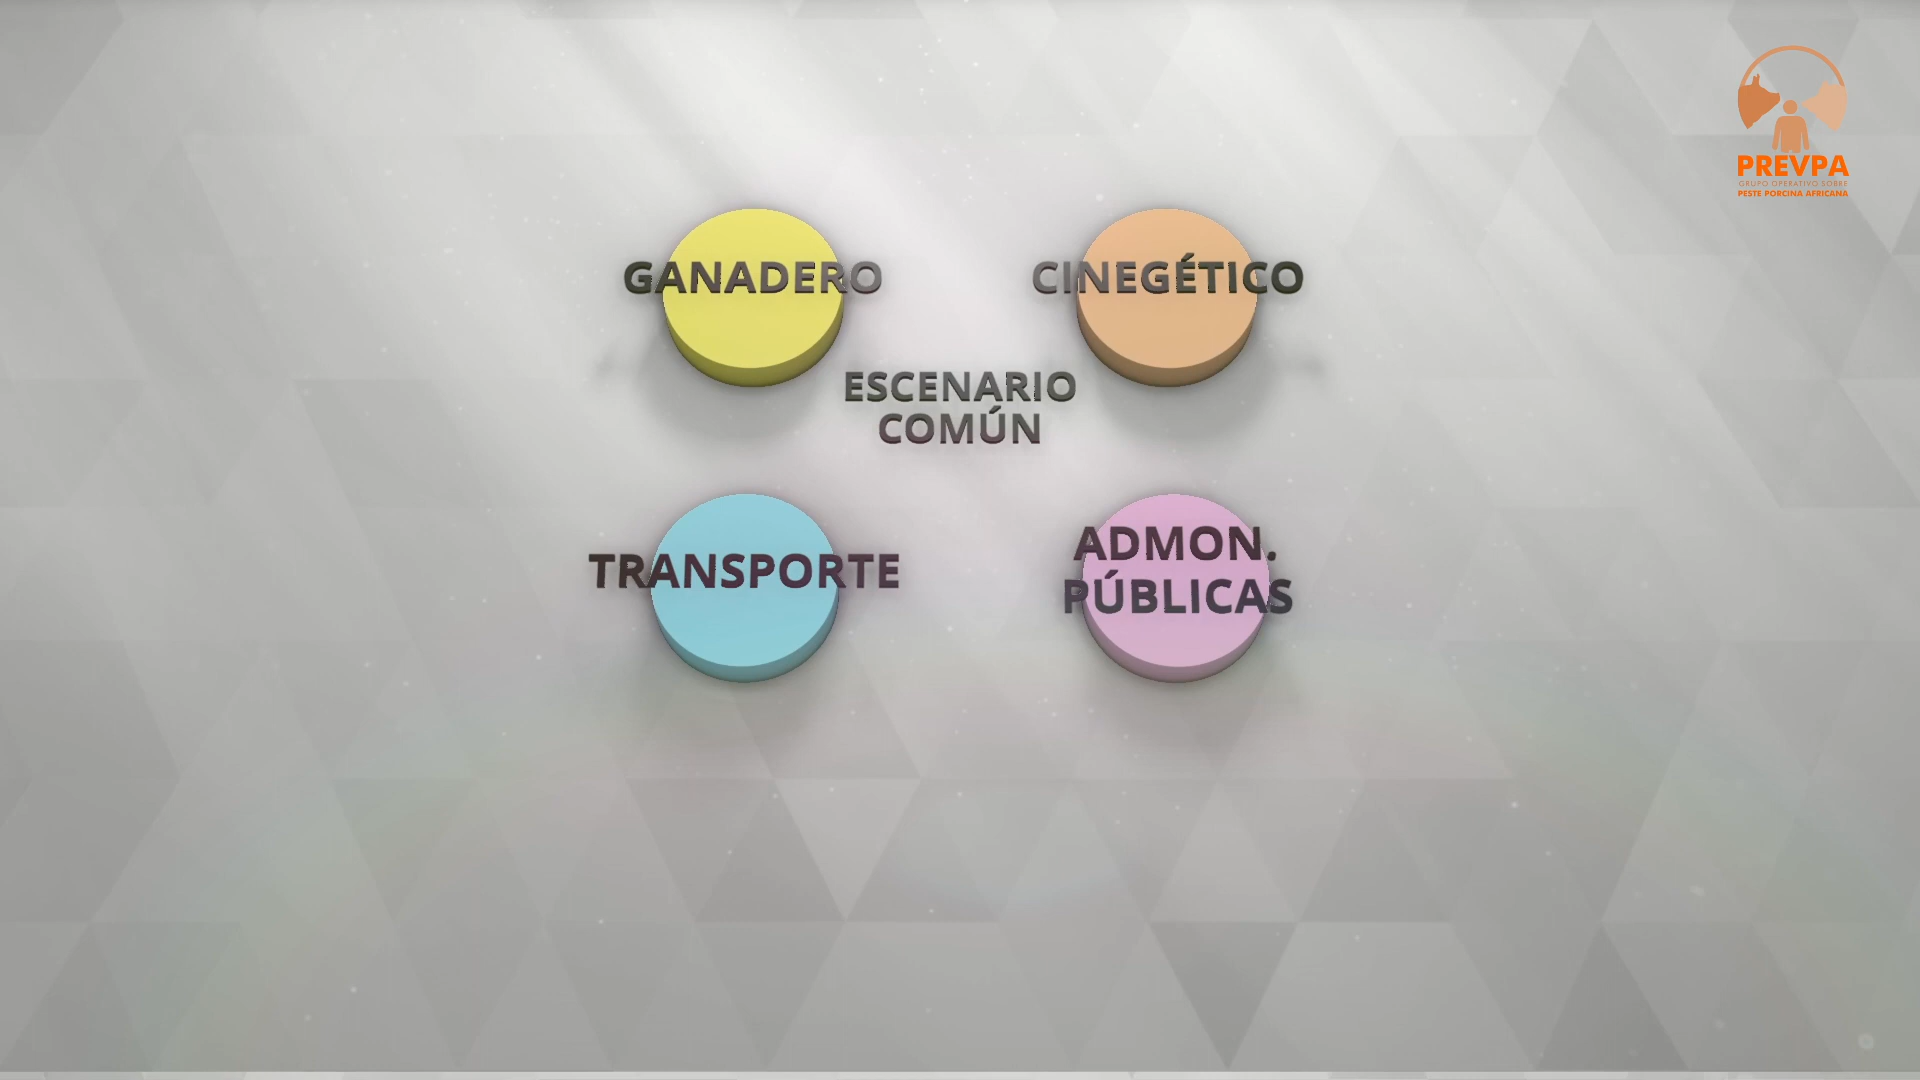 PREVPA
GRUPO OPERATIVO SOBRE
PESTE PORCINA AFRICANA
GANADERO
CINEGÉTICO
ESCENARIO
COMÚN
TRANSPORTE
ADMON.
PÚBLICAS